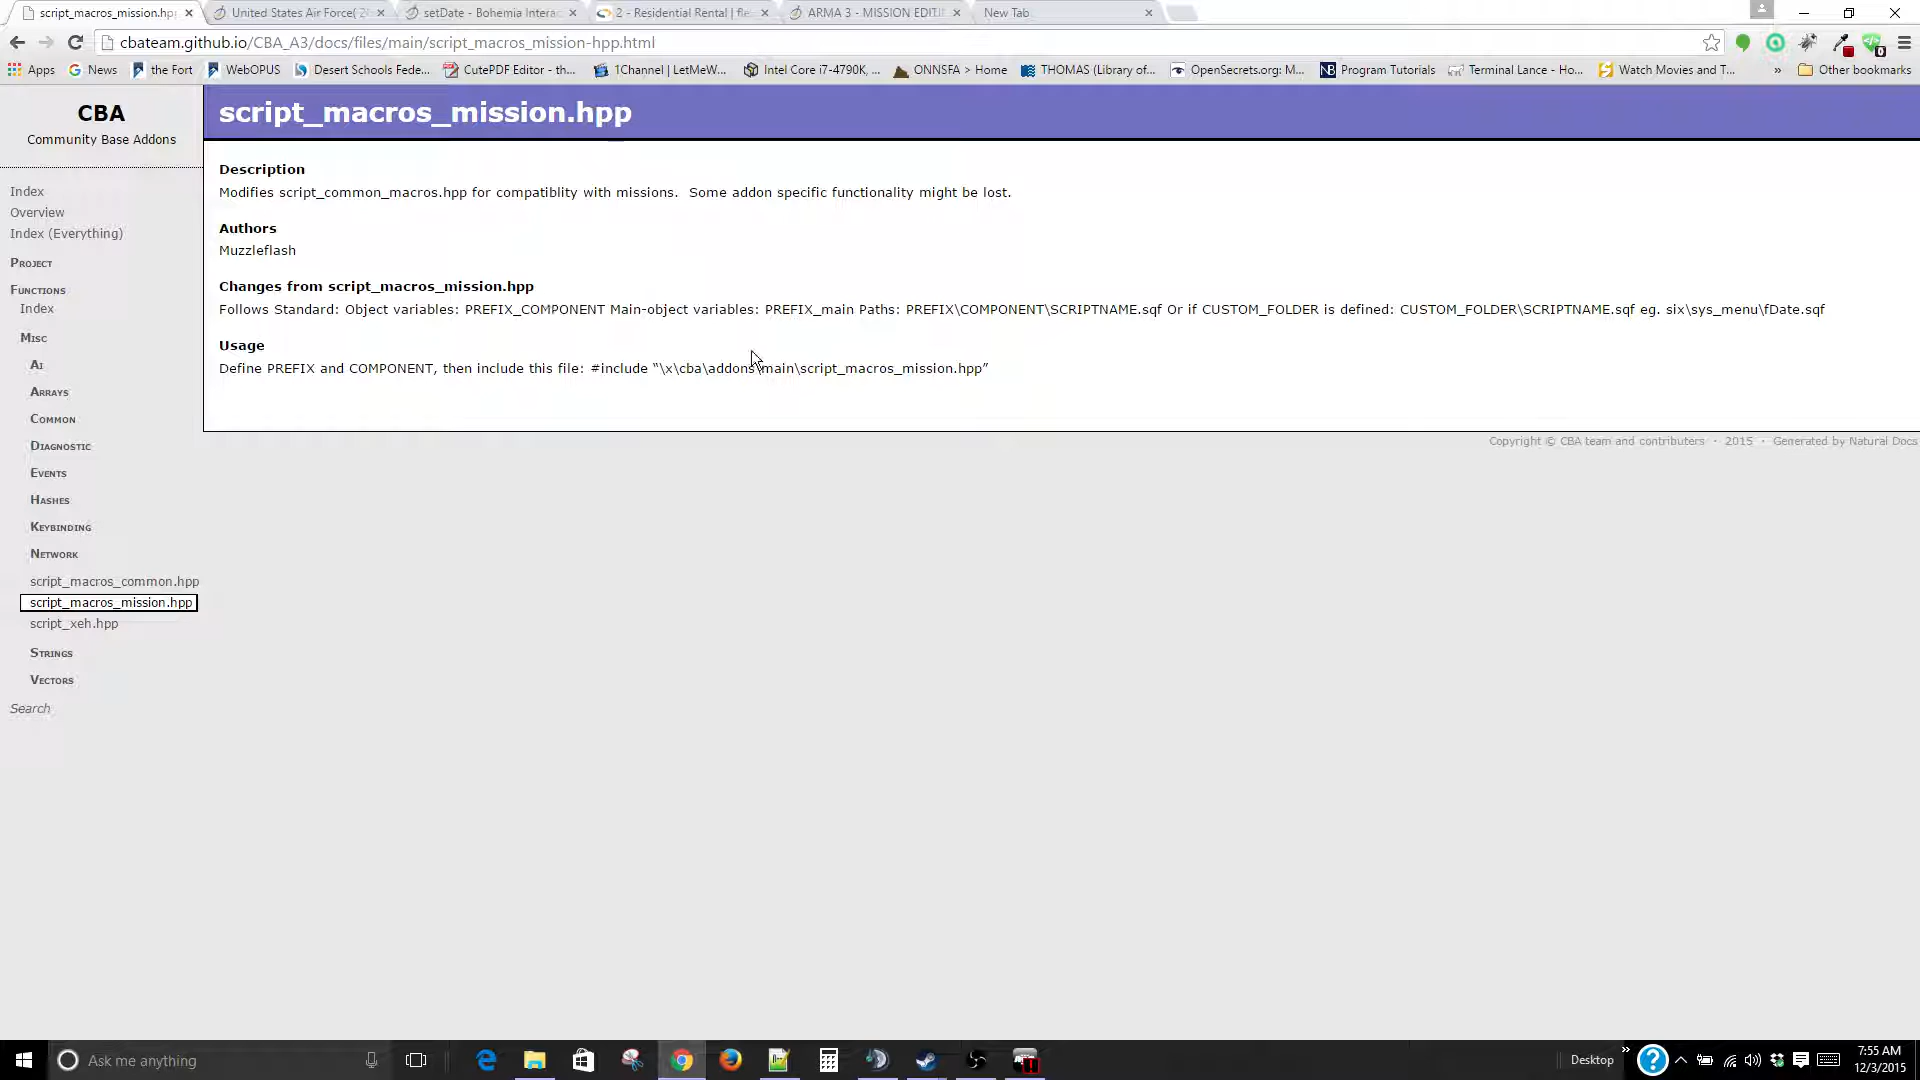 script_macros_mission.hpp
United States Air Force( 2
setDate - Bohemia Interac
2 - Residential Rental | fle
ARMA 3 - MISSION EDITI
New Tab
cbateam.github.io/CBA_A3/docs/files/main/script_macros_mission-hpp.html
Apps
News
the Fort
WebOPUS
Desert Schools Fede...
CutePDF Editor - th...
1Channel | LetMeW...
Intel Core i7-4790K, ...
ONNSFA > Home
THOMAS (Library of...
OpenSecrets.org: M...
Program Tutorials
Terminal Lance - Ho...
Watch Movies and T...
»
Other bookmarks
CBA
Community Base Addons
Index
Overview
Index (Everything)
Project
Functions
Index
Misc
Ai
Arrays
Common
Diagnostic
Events
Hashes
Keybinding
Network
script_macros_common.hpp
script_macros_mission.hpp
script_xeh.hpp
Strings
Vectors
Search
script_macros_mission.hpp
Description
Modifies script_common_macros.hpp for compatiblity with missions. Some addon specific functionality might be lost.
Authors
Muzzleflash
Changes from script_macros_mission.hpp
Follows Standard: Object variables: PREFIX_COMPONENT Main-object variables: PREFIX_main Paths: PREFIX\COMPONENT\SCRIPTNAME.sqf Or if CUSTOM_FOLDER is defined: CUSTOM_FOLDER\SCRIPTNAME.sqf eg. six\sys_menu\fDate.sqf
Usage
Define PREFIX and COMPONENT, then include this file: #include “\x\cba\addons\main\script_macros_mission.hpp”
Copyright © CBA team and contributers · 2015 · Generated by Natural Docs
Ask me anything
Desktop
»
7:55 AM
12/3/2015